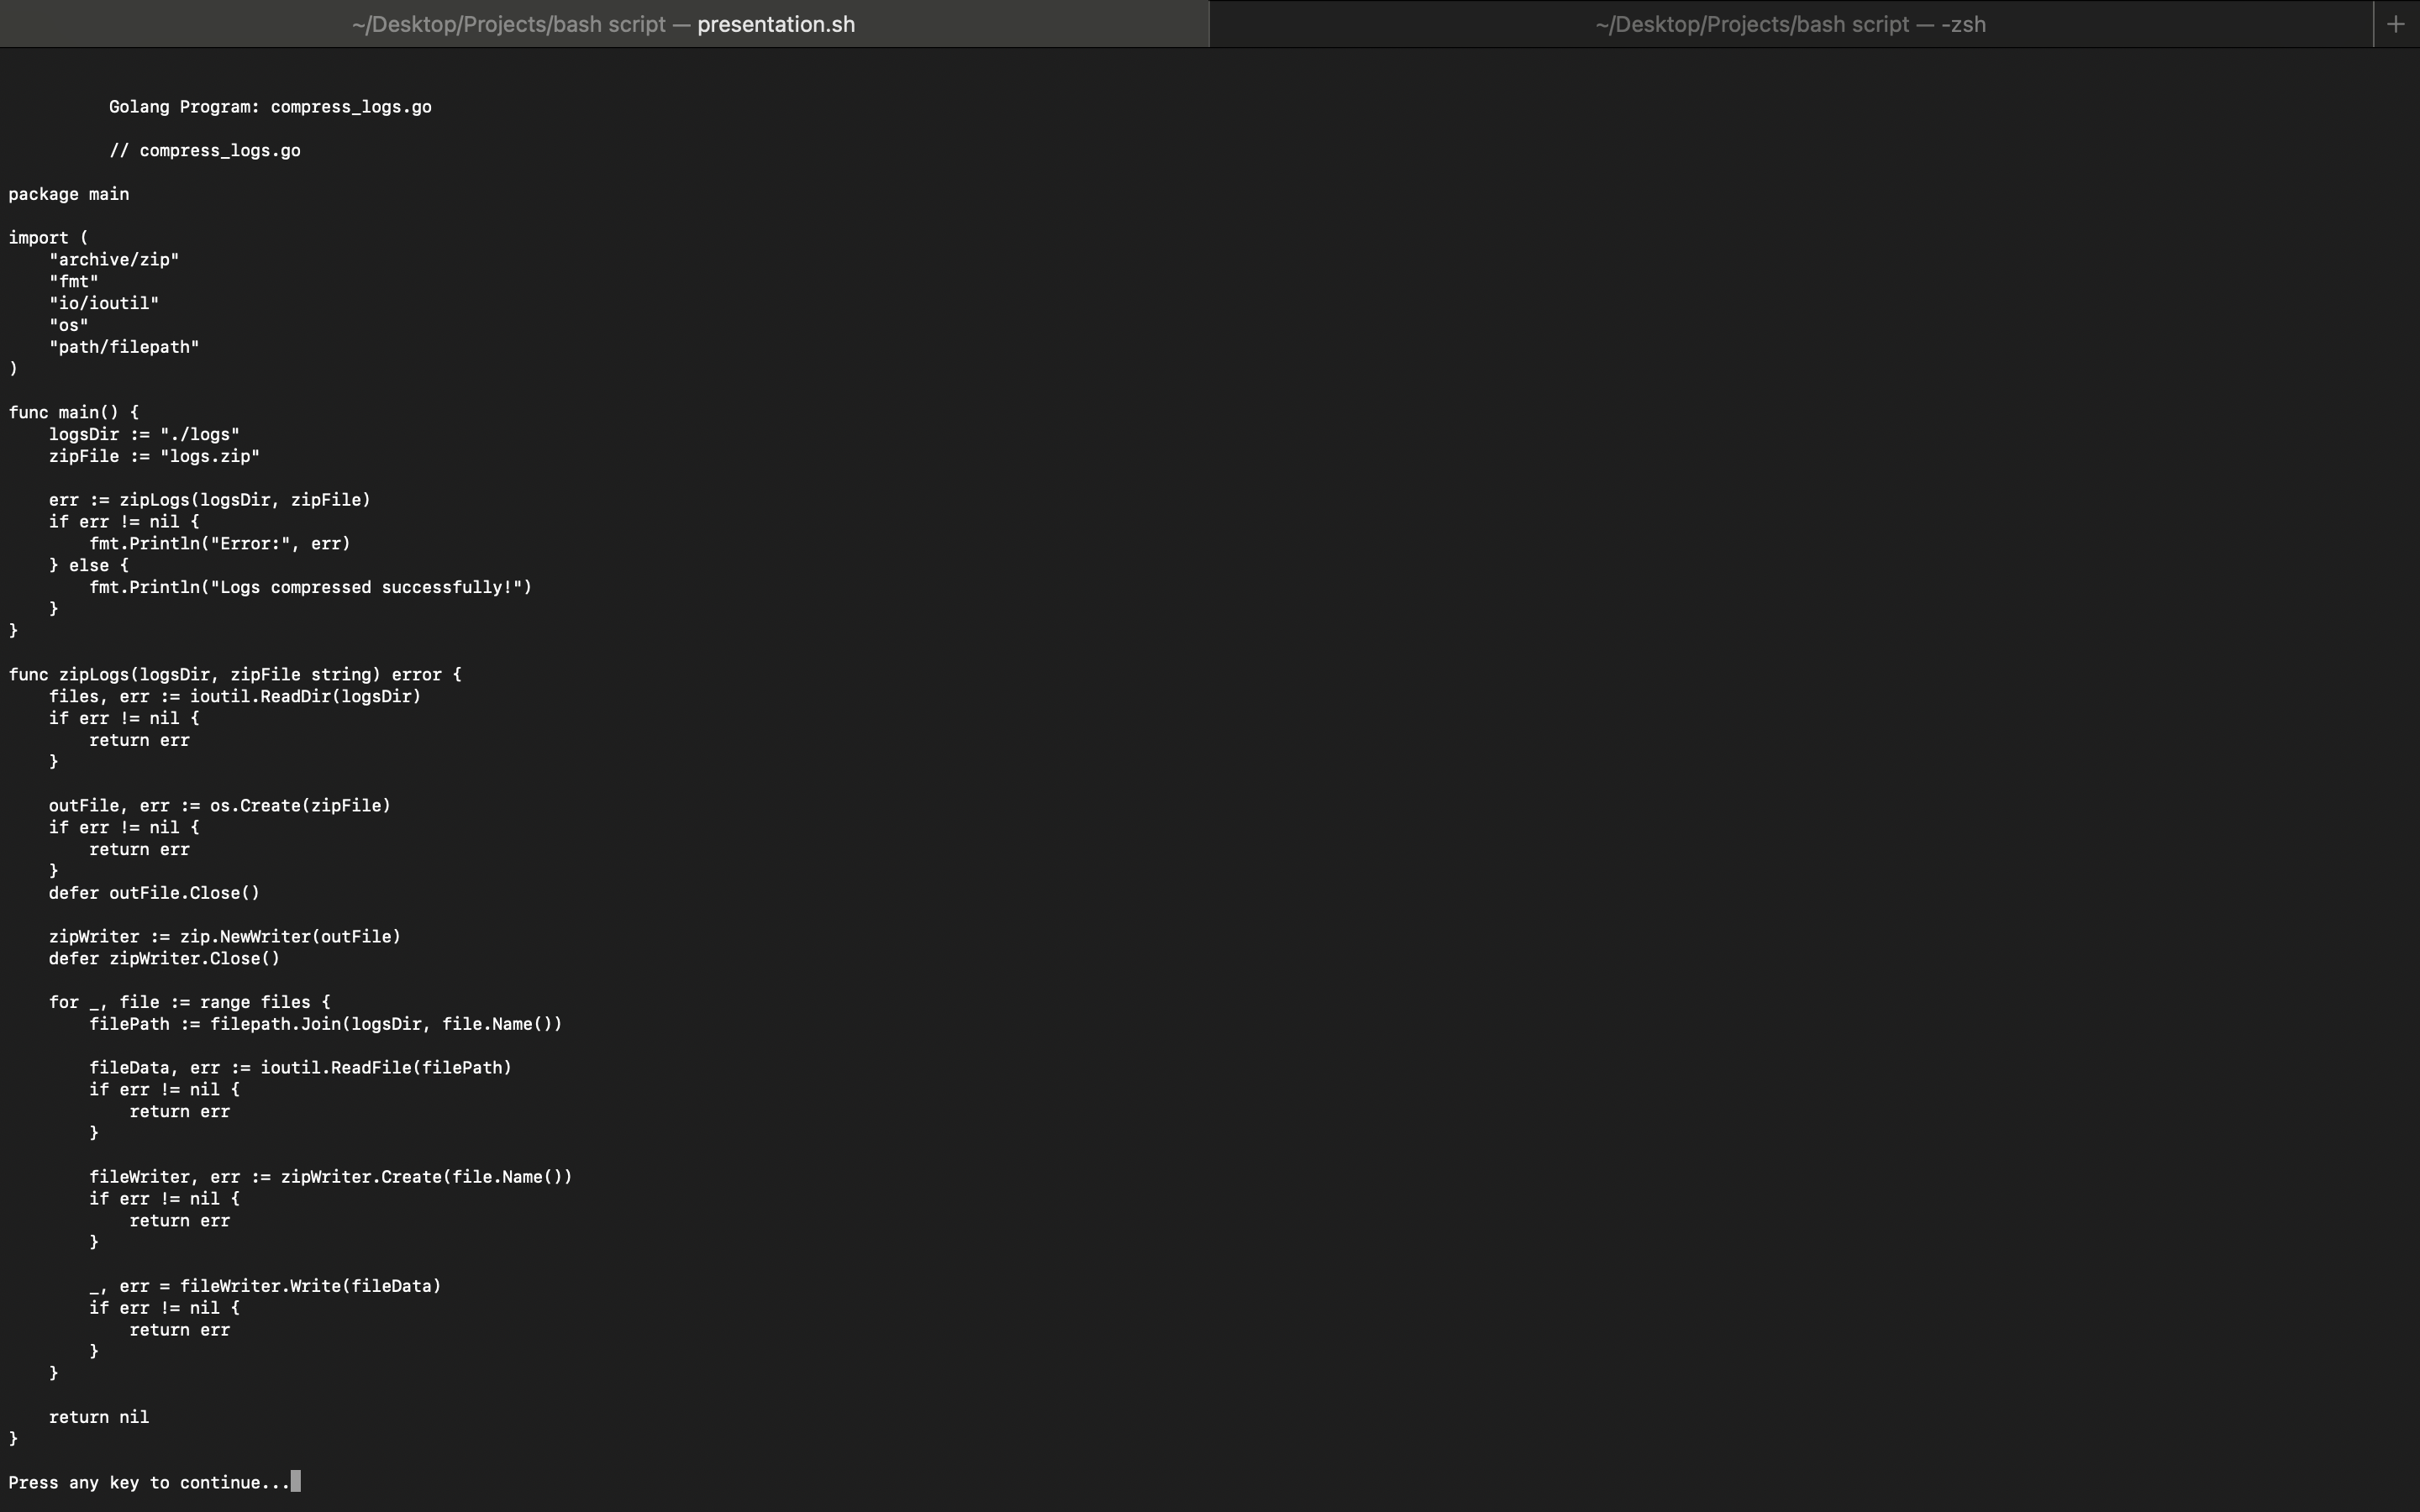 ~/Desktop/Projects/bash script — presentation.sh
~/Desktop/Projects/bash script — -zsh
+
Golang Program: compress_logs.go
// compress_logs.go
package main
import (
    "archive/zip"
    "fmt"
    "io/ioutil"
    "os"
    "path/filepath"
)
func main() {
    logsDir := "./logs"
    zipFile := "logs.zip"
    err := zipLogs(logsDir, zipFile)
    if err != nil {
        fmt.Println("Error:", err)
    } else {
        fmt.Println("Logs compressed successfully!")
    }
}
func zipLogs(logsDir, zipFile string) error {
    files, err := ioutil.ReadDir(logsDir)
    if err != nil {
        return err
    }
    outFile, err := os.Create(zipFile)
    if err != nil {
        return err
    }
    defer outFile.Close()
    zipWriter := zip.NewWriter(outFile)
    defer zipWriter.Close()
    for _, file := range files {
        filePath := filepath.Join(logsDir, file.Name())
        fileData, err := ioutil.ReadFile(filePath)
        if err != nil {
            return err
        }
        fileWriter, err := zipWriter.Create(file.Name())
        if err != nil {
            return err
        }
        _, err = fileWriter.Write(fileData)
        if err != nil {
            return err
        }
    }
    return nil
}
Press any key to continue...